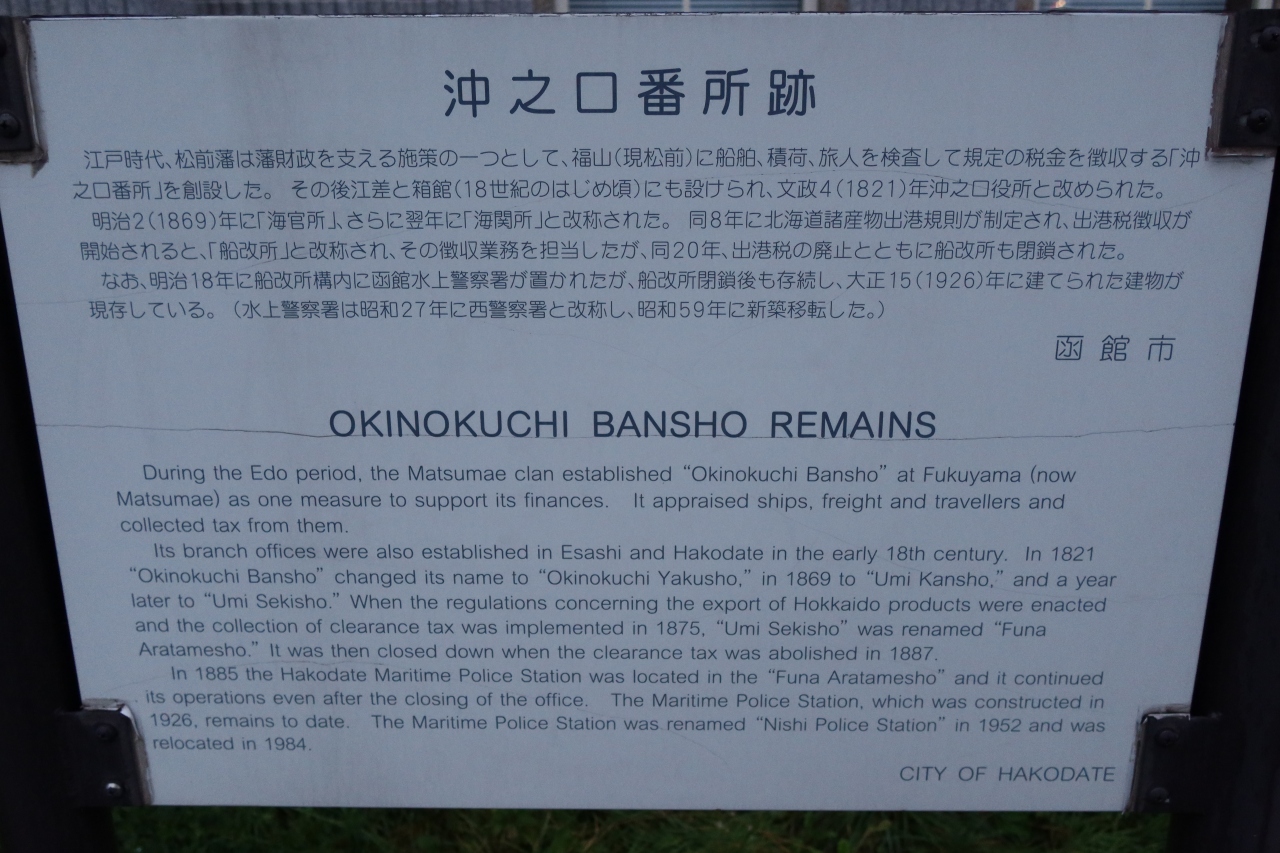 沖之口番所跡
江戸時代、松前藩は藩財政を支える施策の一つとして、福山(現松前)に船舶、積荷、旅人を検査して規定の税金を徴収する「沖
之口番所」を創設した。 その後江差と箱館(18世紀のはじめ頃)にも設けられ、文政4(1821)年沖之口役所と改められた。
明治2(1869)年に「海官所」、さらに翌年に「海関所」と改称された。 同8年に北海道諸産物出港規則が制定され、出港税徴収が
開始されると、「船改所」と改称され、その徴収業務を担当したが、同20年、出港税の廃止とともに船改所も閉鎖された。
なお、明治18年に船改所構内に函館水上警察署が置かれたが、船改所閉鎖後も存続し、大正15(1926)年に建てられた建物が
現存している。 (水上警察署は昭和27年に西警察署と改称し、昭和59年に新築移転した。)
函館市
OKINOKUCHI BANSHO REMAINS
During the Edo period, the Matsumae clan established “Okinokuchi Bansho” at Fukuyama (now
Matsumae) as one measure to support its finances. It appraised ships, freight and travellers and
collected tax from them.
Its branch offices were also established in Esashi and Hakodate in the early 18th century. In 1821
“Okinokuchi Bansho” changed its name to “Okinokuchi Yakusho,” in 1869 to “Umi Kansho,” and a year
later to “Umi Sekisho.” When the regulations concerning the export of Hokkaido products were enacted
and the collection of clearance tax was implemented in 1875, “Umi Sekisho” was renamed “Funa
Aratamesho.” It was then closed down when the clearance tax was abolished in 1887.
In 1885 the Hakodate Maritime Police Station was located in the “Funa Aratamesho” and it continued
its operations even after the closing of the office. The Maritime Police Station, which was constructed in
1926, remains to date. The Maritime Police Station was renamed “Nishi Police Station” in 1952 and was
relocated in 1984.
CITY OF HAKODATE